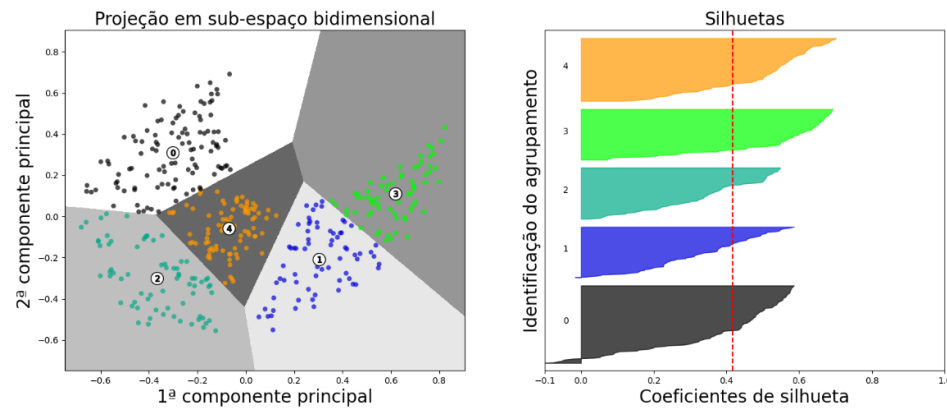 Projeção em sub-espaço bidimensional
2ª componente principal
0.8
0.6
0.4
0.2
0.0
−0.2
−0.4
−0.6
0
1
2
3
4
−0.6 −0.4 −0.2 0.0 0.2 0.4 0.6 0.8
1ª componente principal
Silhuetas
Identificação do agrupamento
4
3
2
1
0
−0.1 0.0 0.2 0.4 0.6 0.8 1.0
Coeficientes de silhueta